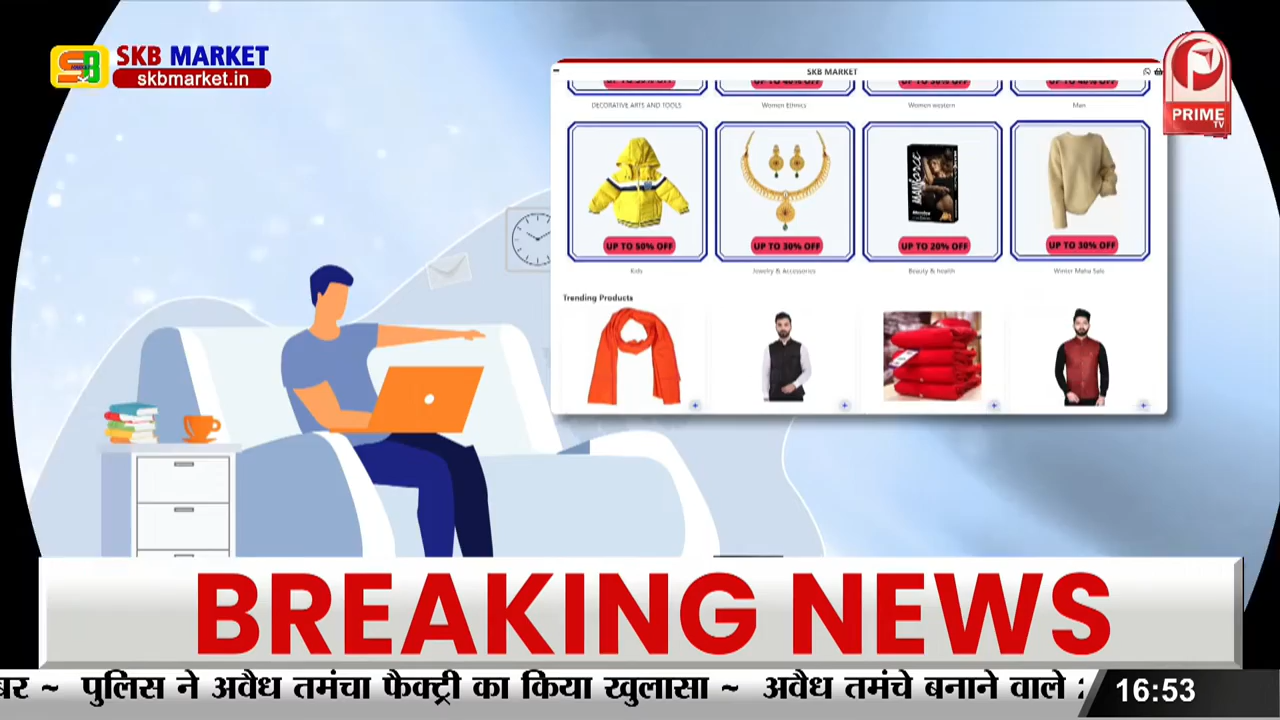 SKB MARKET
skbmarket.in
SKB MARKET
PRIME
TV
DECORATIVE ARTS AND TOOLS
Women Ethnics
Women western
Man
UP TO 50% OFF
UP TO 30% OFF
MANforce
UP TO 20% OFF
UP TO 30% OFF
Kids
Jewelry & Accessories
Beauty & health
Winter Maha Sale
Trending Products
BREAKING NEWS
~ पुलिस ने अवैध तमंचा फैक्ट्री का किया खुलासा ~ अवैध तमंचे बनाने वाले
16:53